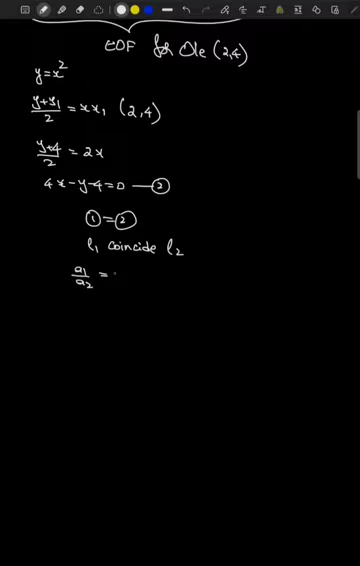 EOF for Ole (2,4)
y=x²
y+y₁/2 = xx₁ (2,4)
y+4/2 = 2x
4x-y-4=0 —②
①=②
l₁ coincide l₂
a₁/a₂ =